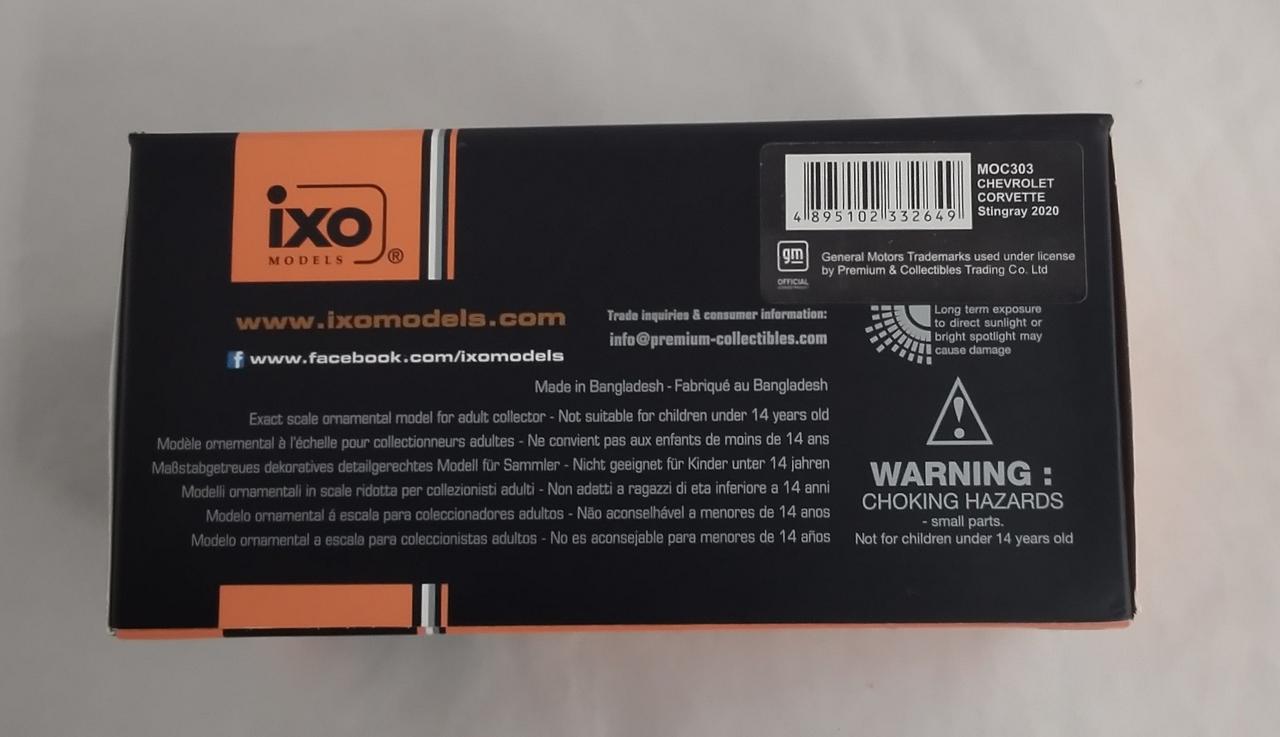 ixo
MODELS ®
4 895102 332649
MOC303
CHEVROLET
CORVETTE
Stingray 2020
gm
OFFICIAL
General Motors Trademarks used under license
by Premium & Collectibles Trading Co. Ltd
www.ixomodels.com
f www.facebook.com/ixomodels
Trade inquiries & consumer information:
info@premium-collectibles.com
Long term exposure
to direct sunlight or
bright spotlight may
cause damage
Made in Bangladesh - Fabriqué au Bangladesh
Exact scale ornamental model for adult collector - Not suitable for children under 14 years old
Modèle ornemental à l'échelle pour collectionneurs adultes - Ne convient pas aux enfants de moins de 14 ans
Maßstabgetreues dekoratives detailgerechtes Modell für Sammler - Nicht geeignet für Kinder unter 14 jahren
Modelli ornamentali in scale ridotta per collezionisti adulti - Non adatti a ragazzi di eta inferiore a 14 anni
Modelo ornamental á escala para coleccionadores adultos - Não aconselhável a menores de 14 anos
Modelo ornamental a escala para coleccionistas adultos - No es aconsejable para menores de 14 años
WARNING :
CHOKING HAZARDS
- small parts.
Not for children under 14 years old